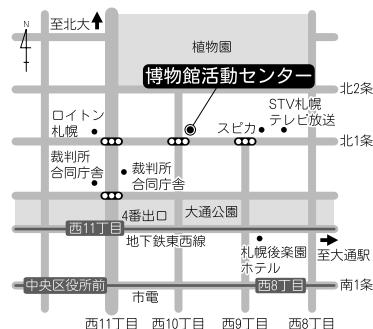 N
至北大
植物園
博物館活動センター
北2条
ロイトン
札幌
スピカ
STV札幌
テレビ放送
北1条
裁判所
合同庁舎
裁判所
合同庁舎
4番出口
大通公園
西11丁目
地下鉄東西線
札幌後楽園
ホテル
至大通駅
中央区役所前
西8丁目
南1条
市電
西11丁目
西10丁目
西9丁目
西8丁目